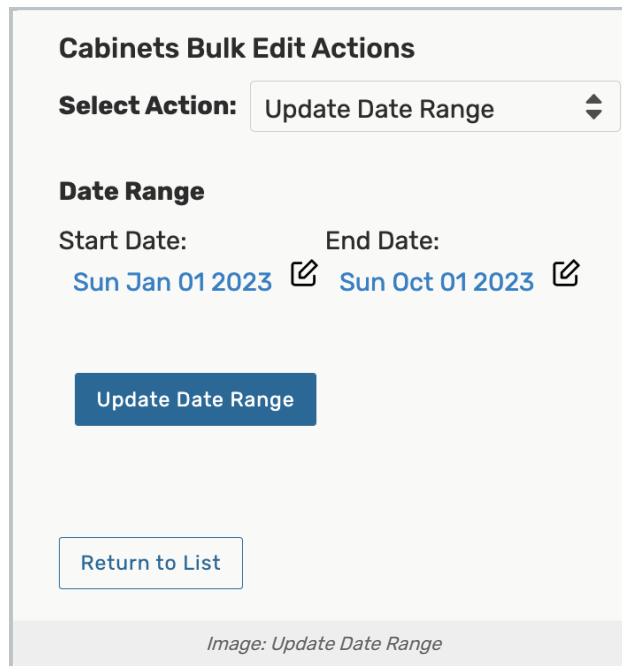 Cabinets Bulk Edit Actions
Select Action: Update Date Range
Date Range
Start Date: End Date:
Sun Jan 01 2023 Sun Oct 01 2023
Update Date Range
Return to List
Image: Update Date Range